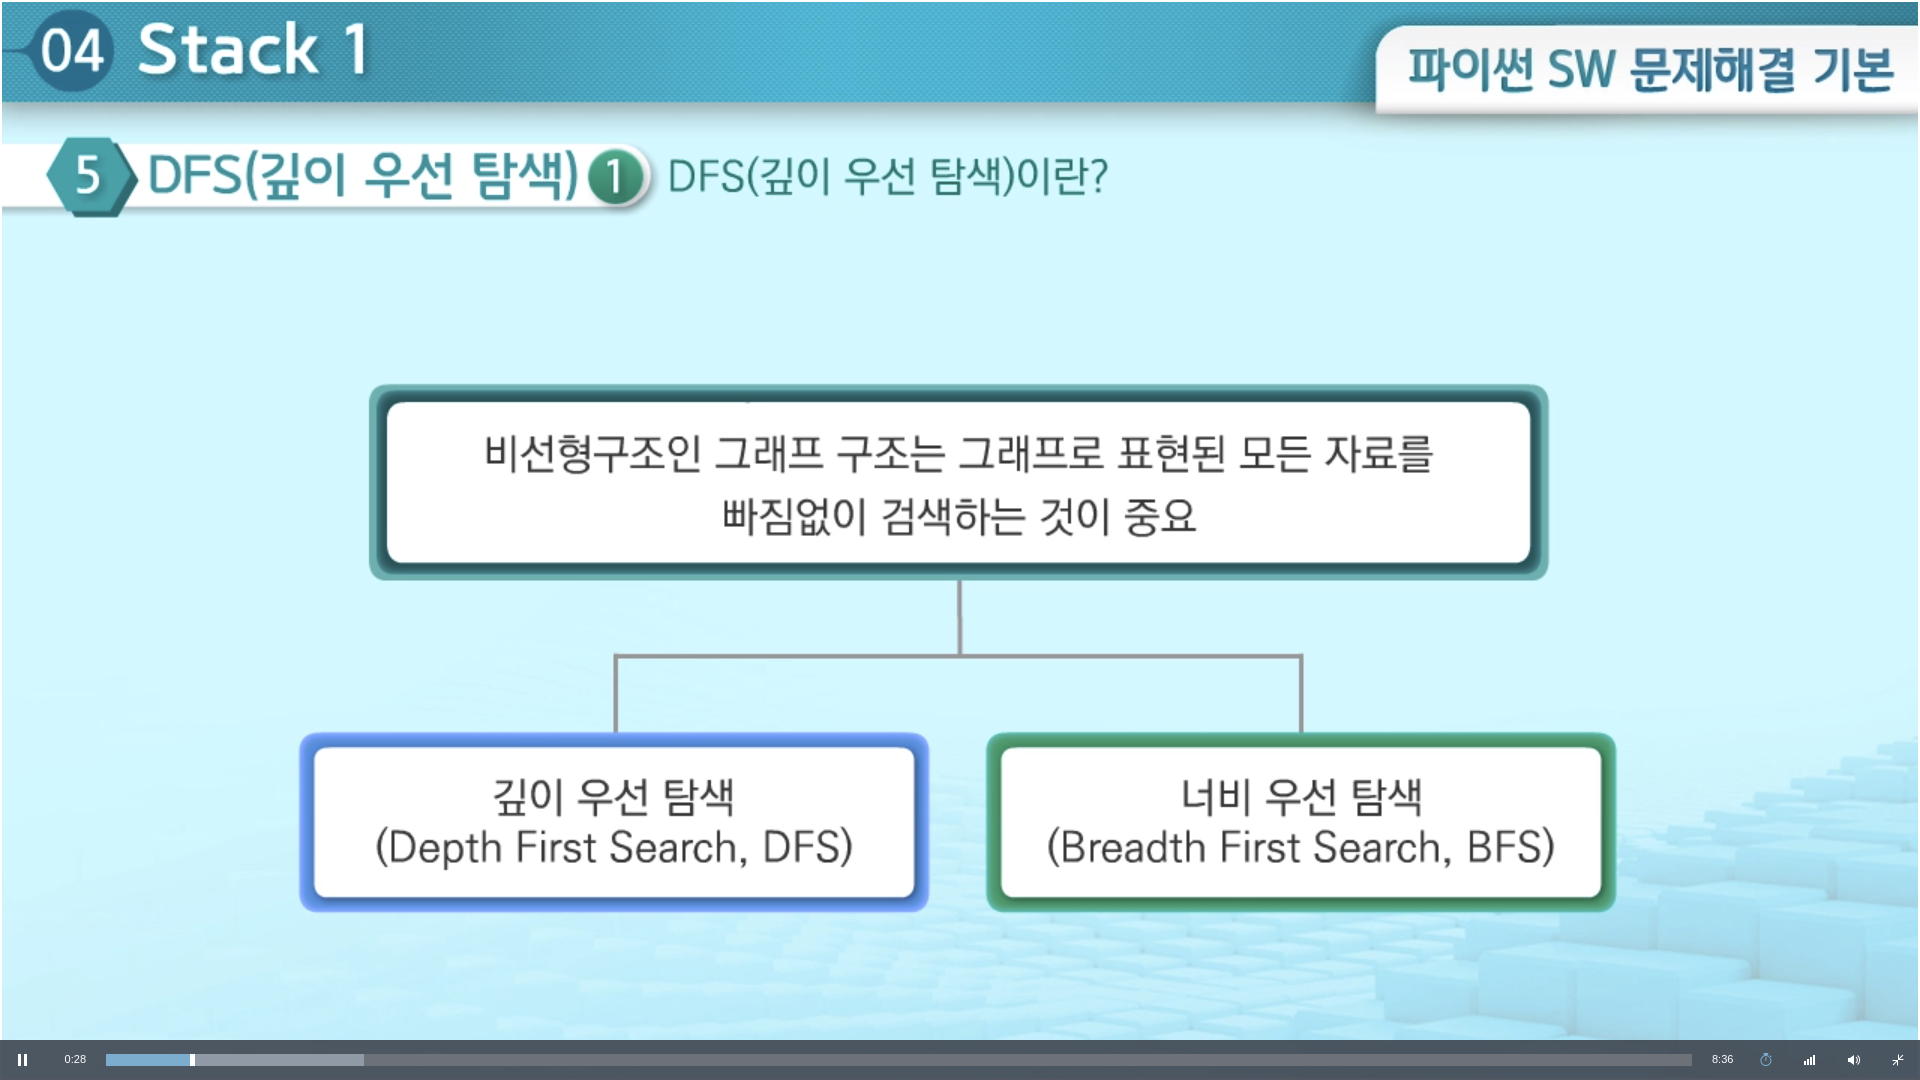 04 Stack 1
파이썬 SW 문제해결 기본
5 DFS(깊이 우선 탐색) 1 DFS(깊이 우선 탐색)이란?
비선형구조인 그래프 구조는 그래프로 표현된 모든 자료를
빠짐없이 검색하는 것이 중요
깊이 우선 탐색
(Depth First Search, DFS)
너비 우선 탐색
(Breadth First Search, BFS)
0:28
8:36